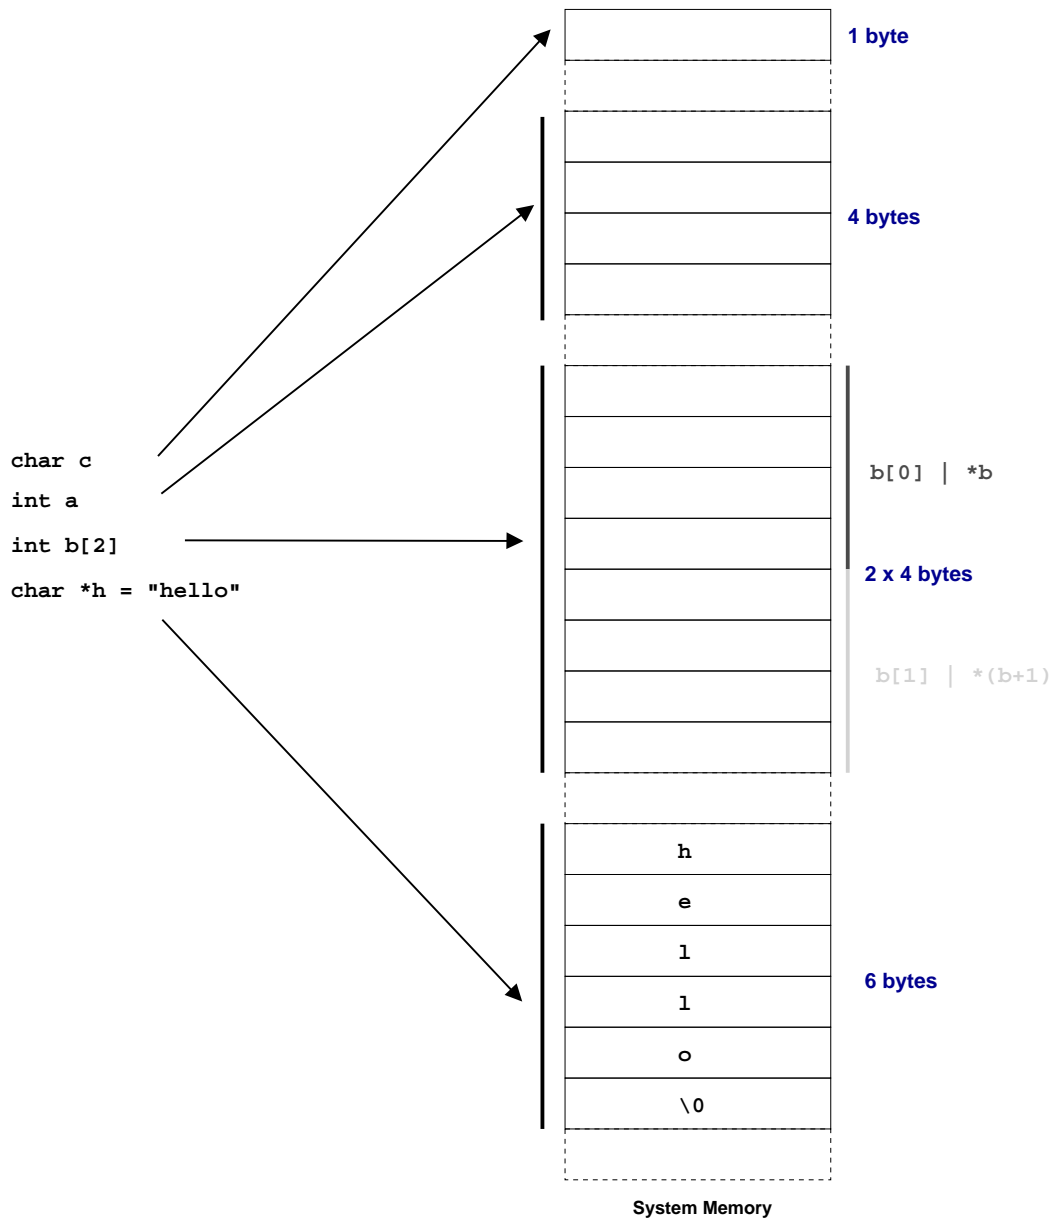 1 byte
4 bytes
char c
int a
int b[2]
char *h = "hello"
b[0] | *b
2 x 4 bytes
b[1] | *(b+1)
h
e
l
l
o
\0
6 bytes
System Memory